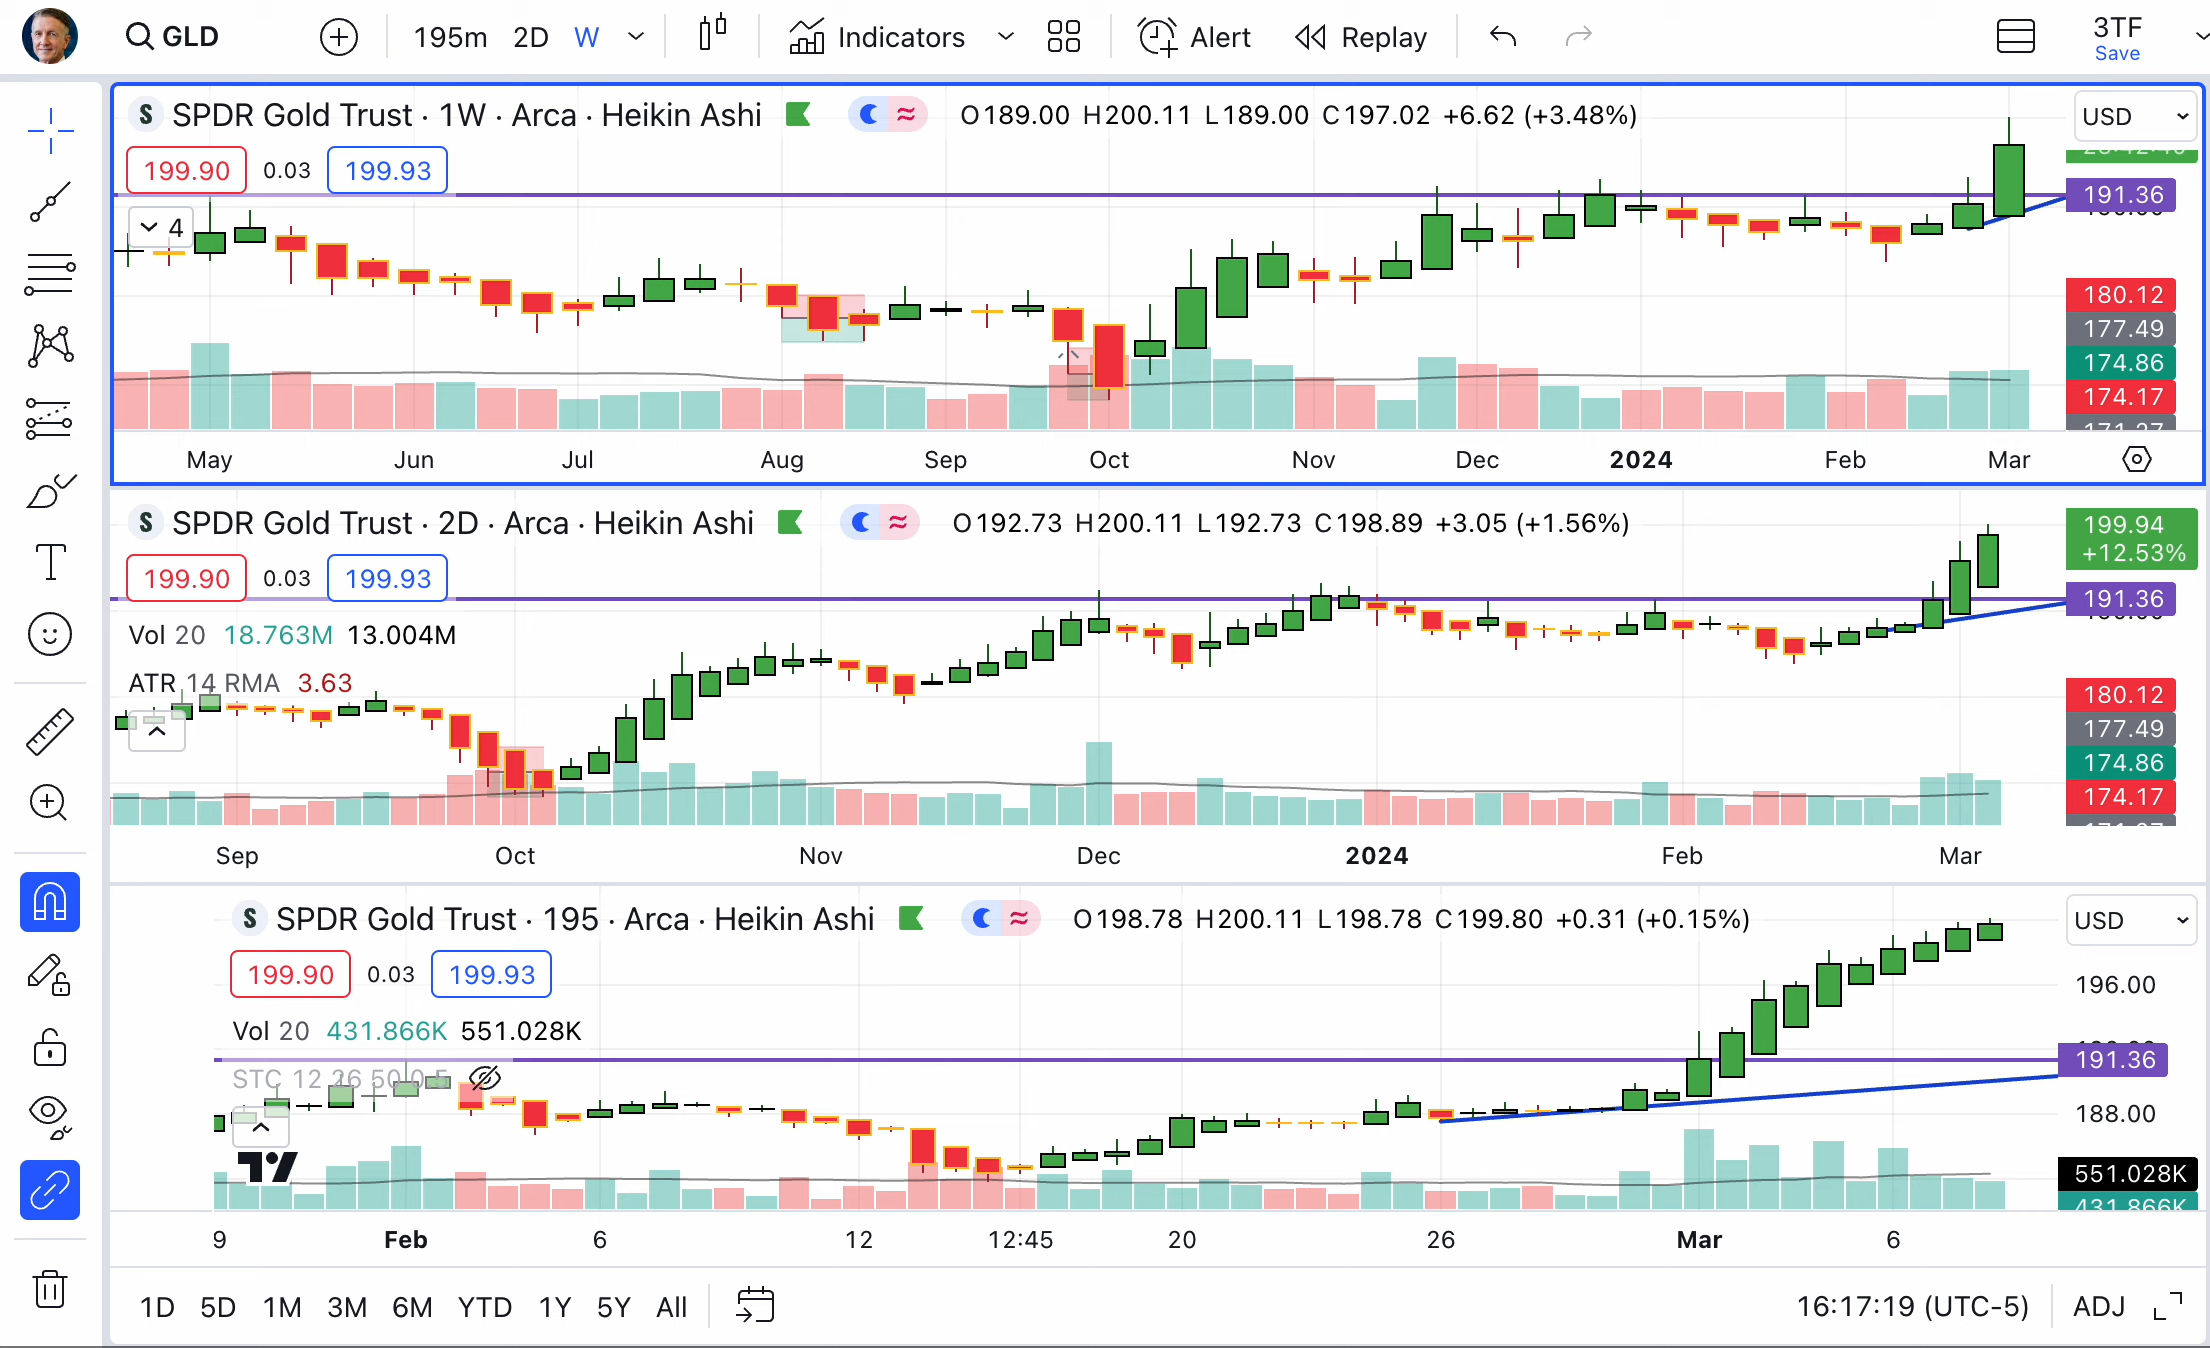 GLD 195m 2D W Indicators Alert Replay 3TF
Save
S SPDR Gold Trust · 1W · Arca · Heikin Ashi O189.00 H200.11 L189.00 C197.02 +6.62 (+3.48%) USD
199.90 0.03 199.93
191.36
4
180.12
177.49
174.86
174.17
May Jun Jul Aug Sep Oct Nov Dec 2024 Feb Mar
S SPDR Gold Trust · 2D · Arca · Heikin Ashi O192.73 H200.11 L192.73 C198.89 +3.05 (+1.56%)
199.94
+12.53%
199.90 0.03 199.93
191.36
Vol 20 18.763M 13.004M
ATR 14 RMA 3.63
180.12
177.49
174.86
174.17
Sep Oct Nov Dec 2024 Feb Mar
S SPDR Gold Trust · 195 · Arca · Heikin Ashi O198.78 H200.11 L198.78 C199.80 +0.31 (+0.15%) USD
199.90 0.03 199.93
196.00
Vol 20 431.866K 551.028K
191.36
STC 12 26 50 0.5
188.00
551.028K
431.866K
9 Feb 6 12 12:45 20 26 Mar 6
1D 5D 1M 3M 6M YTD 1Y 5Y All 16:17:19 (UTC-5) ADJ